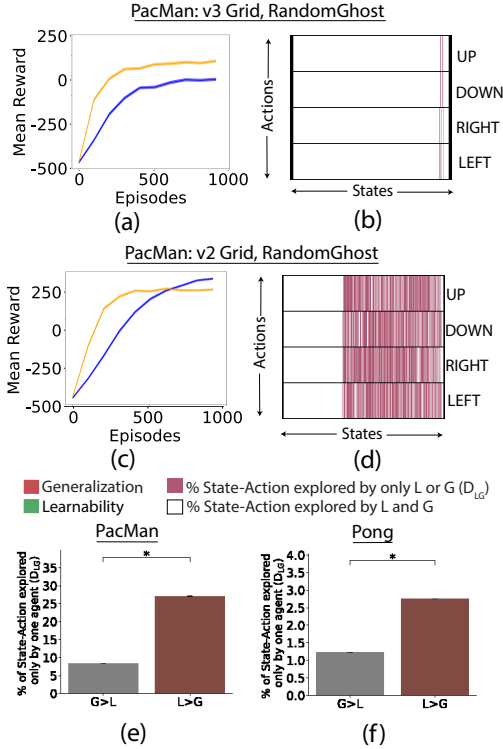 PacMan: v3 Grid, RandomGhost
Mean Reward
250
0
-250
-500
0
500
1000
Episodes
(a)
Actions
UP
DOWN
RIGHT
LEFT
States
(b)
PacMan: v2 Grid, RandomGhost
Mean Reward
250
0
-250
-500
0
500
1000
Episodes
(c)
Actions
UP
DOWN
RIGHT
LEFT
States
(d)
Generalization
Learnability
% State-Action explored by only L or G (D_LG)
% State-Action explored by L and G
PacMan
% of State-Action explored
only by one agent (D_LG)
35
30
25
20
15
10
5
0
*
G>L
L>G
(e)
Pong
% of State-Action explored
only by one agent (D_LG)
4.0
3.5
3.0
2.5
2.0
1.5
1.0
0.5
0.0
*
G>L
L>G
(f)